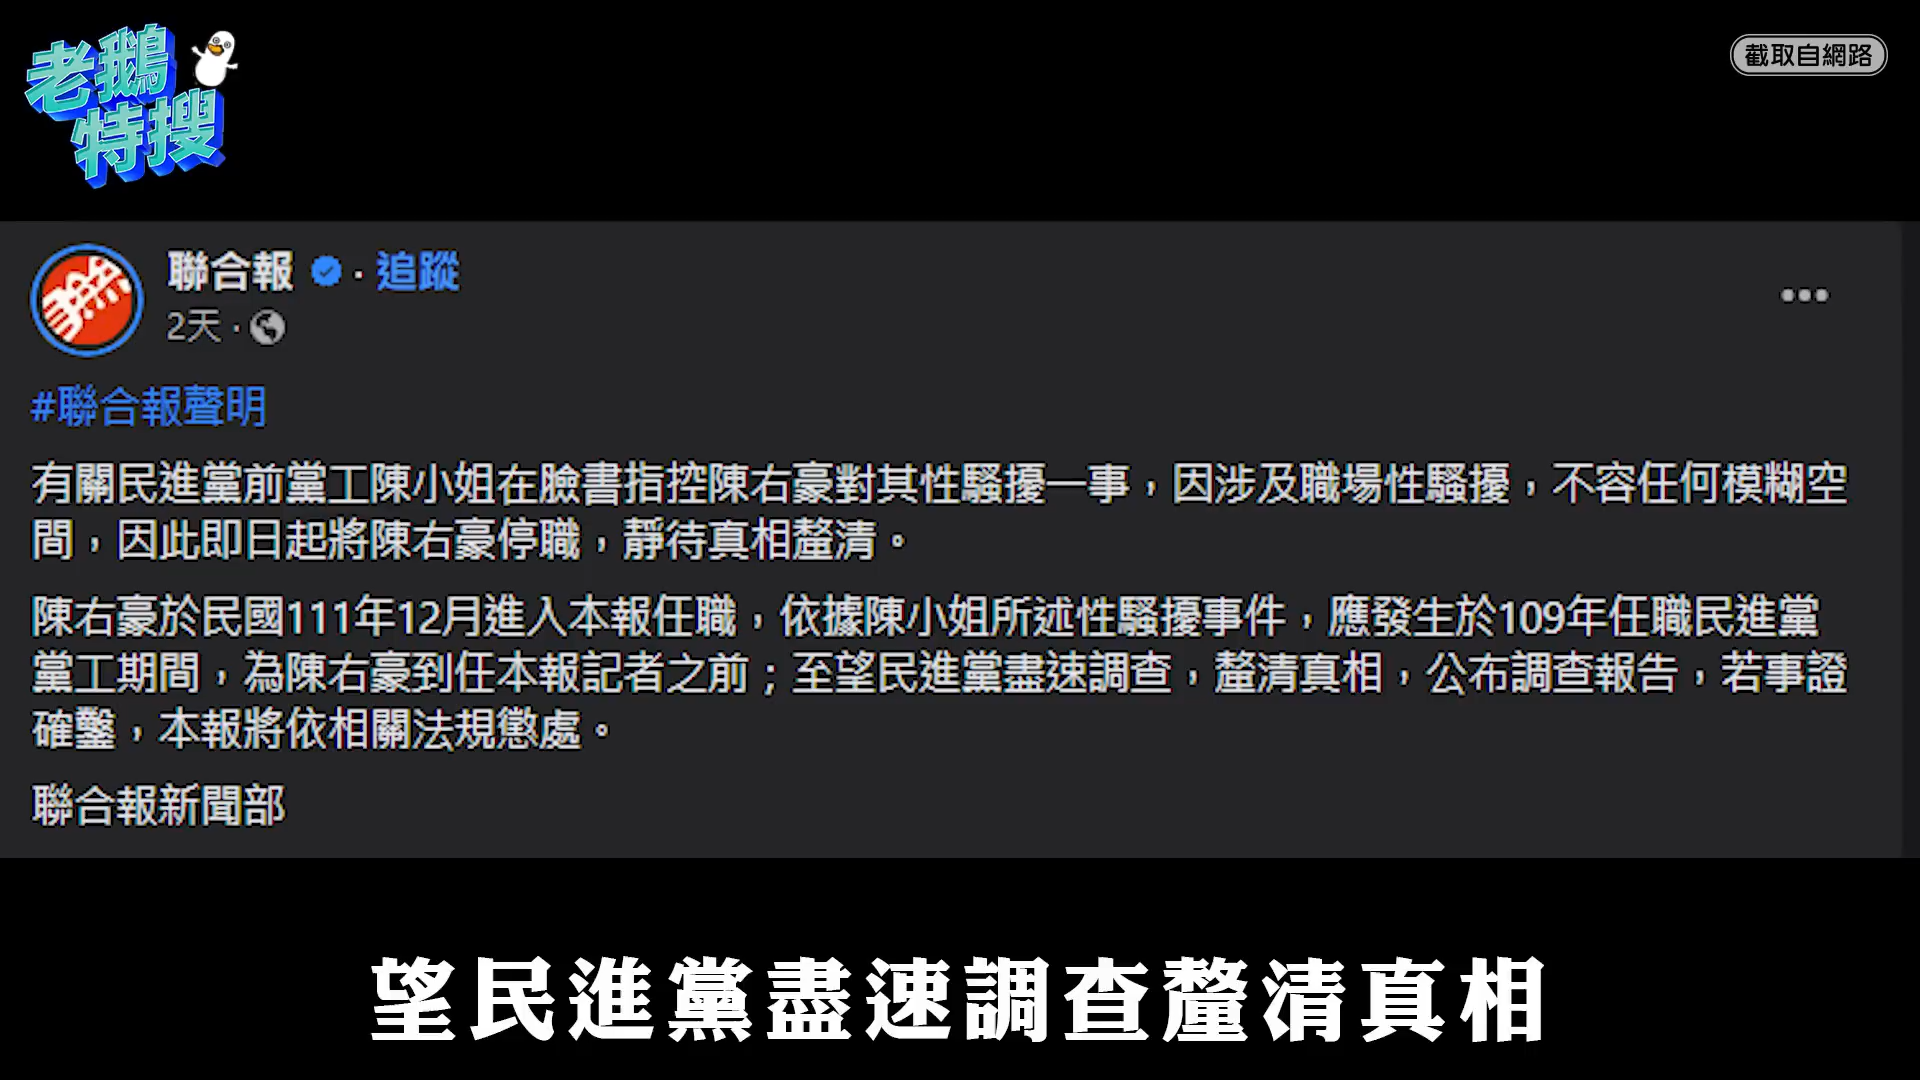 老鵝
特搜
截取自網路
聯合報 · 追蹤
2天 ·
#聯合報聲明
有關民進黨前黨工陳小姐在臉書指控陳右豪對其性騷擾一事，因涉及職場性騷擾，不容任何模糊空
間，因此即日起將陳右豪停職，靜待真相釐清。
陳右豪於民國111年12月進入本報任職，依據陳小姐所述性騷擾事件，應發生於109年任職民進黨
黨工期間，為陳右豪到任本報記者之前；至望民進黨盡速調查，釐清真相，公布調查報告，若事證
確鑿，本報將依相關法規懲處。
聯合報新聞部
望民進黨盡速調查釐清真相